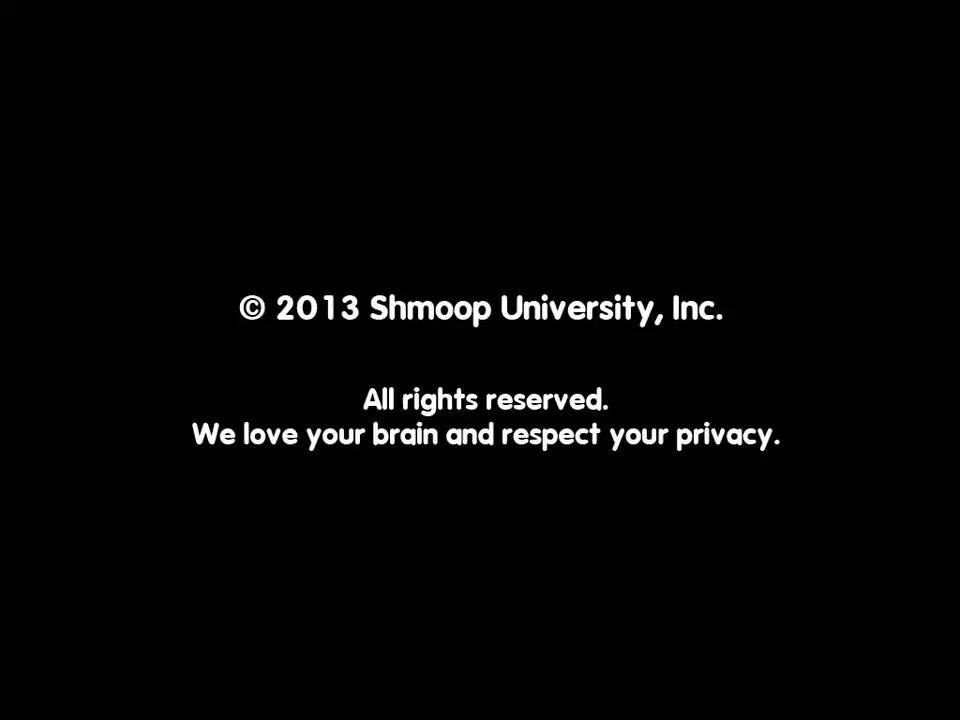 © 2013 Shmoop University, Inc.
All rights reserved.
We love your brain and respect your privacy.